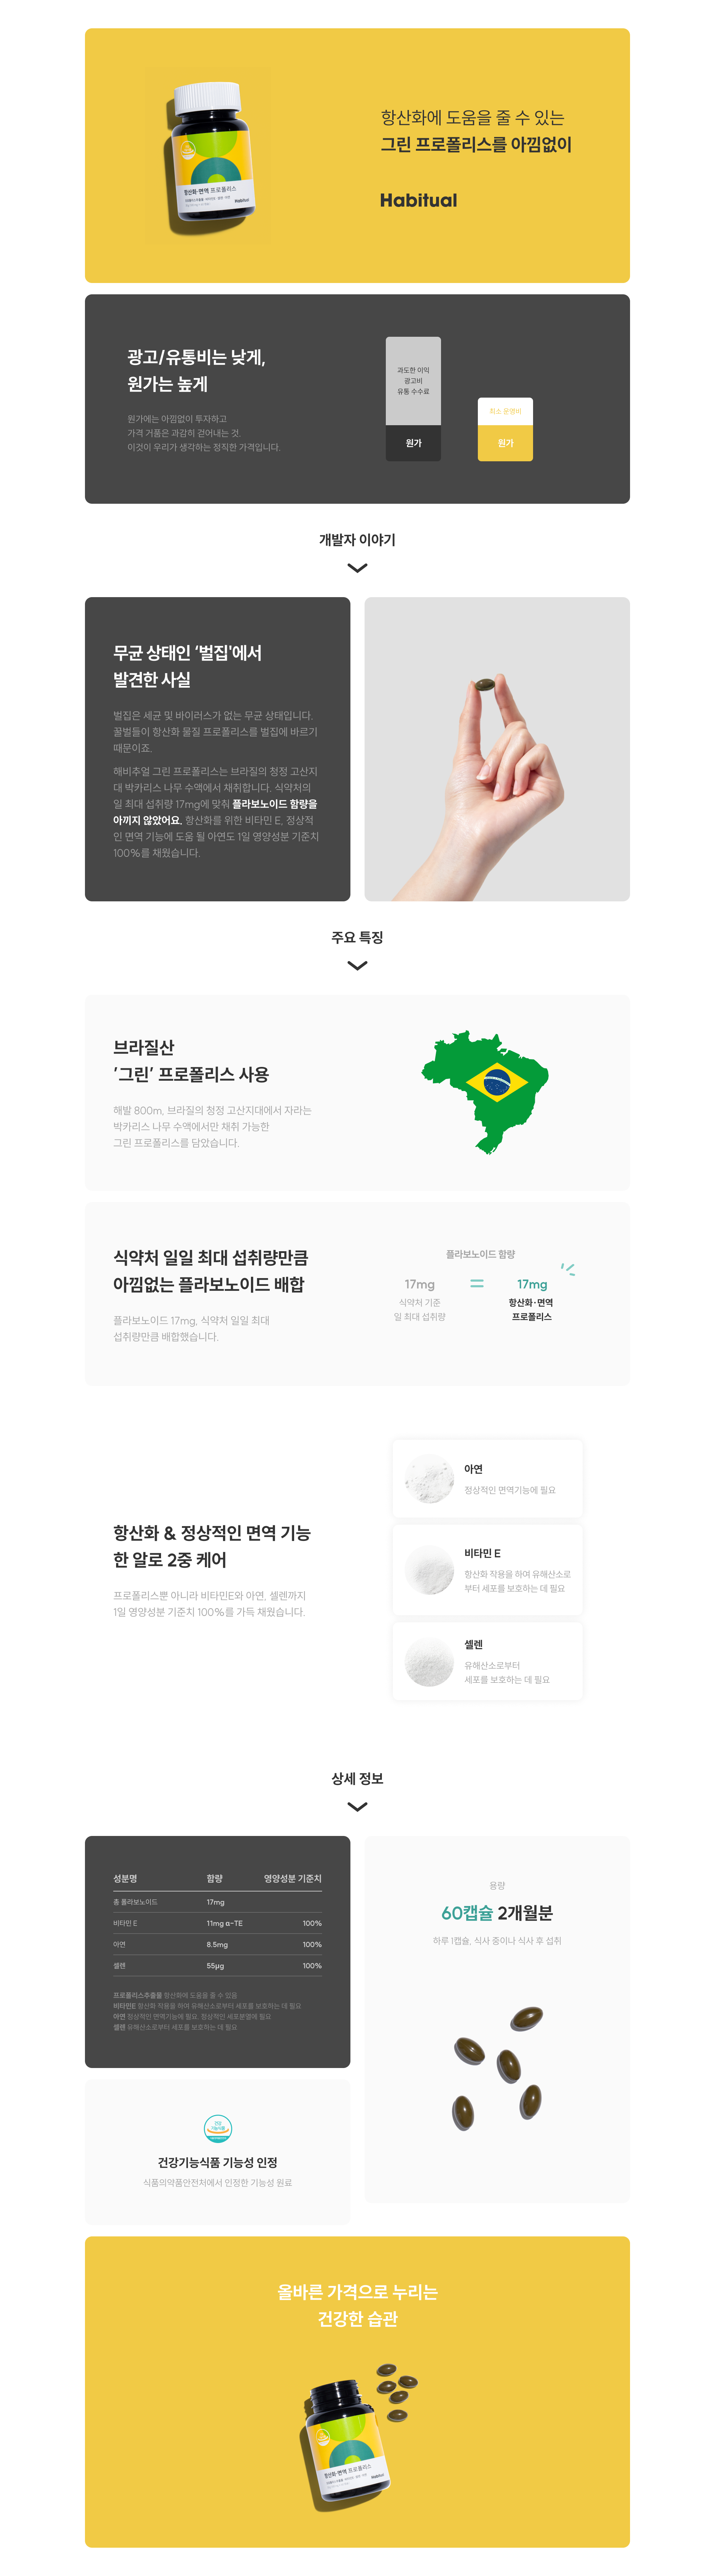 항산화·면역 프로폴리스
Habitual
항산화에 도움을 줄 수 있는
그린 프로폴리스를 아낌없이
Habitual
광고/유통비는 낮게,
원가는 높게
원가에는 아낌없이 투자하고
가격 거품은 과감히 걷어내는 것.
이것이 우리가 생각하는 정직한 가격입니다.
과도한 이익
광고비
유통 수수료
원가
최소 운영비
원가
개발자 이야기
무균 상태인 ‘벌집'에서
발견한 사실
벌집은 세균 및 바이러스가 없는 무균 상태입니다.
꿀벌들이 항산화 물질 프로폴리스를 벌집에 바르기
때문이죠.
해비추얼 그린 프로폴리스는 브라질의 청정 고산지
대 박카리스 나무 수액에서 채취합니다. 식약처의
일 최대 섭취량 17mg에 맞춰 플라보노이드 함량을
아끼지 않았어요. 항산화를 위한 비타민 E, 정상적
인 면역 기능에 도움 될 아연도 1일 영양성분 기준치
100%를 채웠습니다.
주요 특징
브라질산
‘그린’ 프로폴리스 사용
해발 800m, 브라질의 청정 고산지대에서 자라는
박카리스 나무 수액에서만 채취 가능한
그린 프로폴리스를 담았습니다.
식약처 일일 최대 섭취량만큼
아낌없는 플라보노이드 배합
플라보노이드 17mg, 식약처 일일 최대
섭취량만큼 배합했습니다.
플라보노이드 함량
17mg = 17mg
식약처 기준
일 최대 섭취량
항산화·면역
프로폴리스
항산화 & 정상적인 면역 기능
한 알로 2중 케어
프로폴리스뿐 아니라 비타민E와 아연, 셀렌까지
1일 영양성분 기준치 100%를 가득 채웠습니다.
아연
정상적인 면역기능에 필요
비타민 E
항산화 작용을 하여 유해산소로
부터 세포를 보호하는 데 필요
셀렌
유해산소로부터
세포를 보호하는 데 필요
상세 정보
성분명 함량 영양성분 기준치
총 플라보노이드 17mg
비타민 E 11mg α-TE 100%
아연 8.5mg 100%
셀렌 55μg 100%
프로폴리스추출물 항산화에 도움을 줄 수 있음
비타민E 항산화 작용을 하여 유해산소로부터 세포를 보호하는 데 필요
아연 정상적인 면역기능에 필요, 정상적인 세포분열에 필요
셀렌 유해산소로부터 세포를 보호하는 데 필요
용량
60캡슐 2개월분
하루 1캡슐, 식사 중이나 식사 후 섭취
건강
기능식품
건강기능식품 기능성 인정
식품의약품안전처에서 인정한 기능성 원료
올바른 가격으로 누리는
건강한 습관
항산화·면역 프로폴리스
Habitual